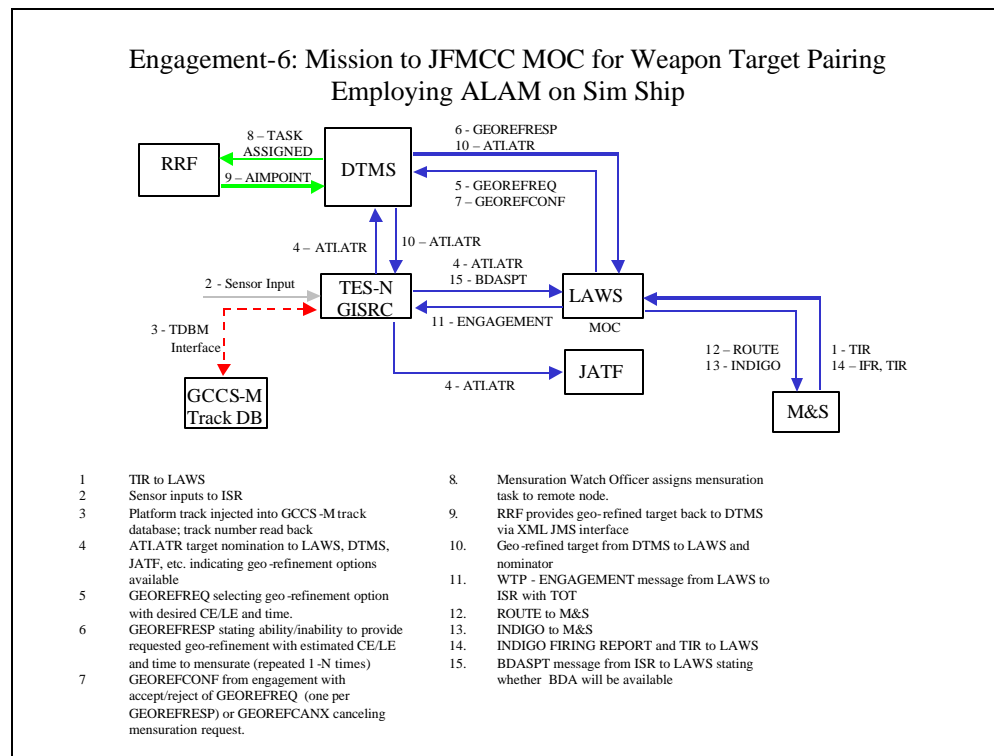 Engagement-6: Mission to JFMCC MOC for Weapon Target Pairing
Employing ALAM on Sim Ship
8 – TASK
ASSIGNED
RRF
9 – AIMPOINT
DTMS
6 - GEOREFRESP
10 – ATI.ATR
5 - GEOREFREQ
7 – GEOREFCONF
4 – ATI.ATR
10 – ATI.ATR
2 - Sensor Input
TES-N
GISRC
4 - ATI.ATR
15 - BDASPT
11 - ENGAGEMENT
LAWS
MOC
3 - TDBM
Interface
GCCS-M
Track DB
4 - ATI.ATR
JATF
12 – ROUTE
13 - INDIGO
1 - TIR
14 – IFR, TIR
M&S
1 TIR to LAWS
2 Sensor inputs to ISR
3 Platform track injected into GCCS-M track
database; track number read back
4 ATI.ATR target nomination to LAWS, DTMS,
JATF, etc. indicating geo-refinement options
available
5 GEOREFREQ selecting geo-refinement option
with desired CE/LE and time.
6 GEOREFRESP stating ability/inability to provide
requested geo-refinement with estimated CE/LE
and time to mensurate (repeated 1-N times)
7 GEOREFCONF from engagement with
accept/reject of GEOREFREQ (one per
GEOREFRESP) or GEOREFCANX canceling
mensuration request.
8. Mensuration Watch Officer assigns mensuration
task to remote node.
9. RRF provides geo-refined target back to DTMS
via XML JMS interface
10. Geo-refined target from DTMS to LAWS and
nominator
11. WTP - ENGAGEMENT message from LAWS to
ISR with TOT
12. ROUTE to M&S
13. INDIGO to M&S
14. INDIGO FIRING REPORT and TIR to LAWS
15. BDASPT message from ISR to LAWS stating
whether BDA will be available